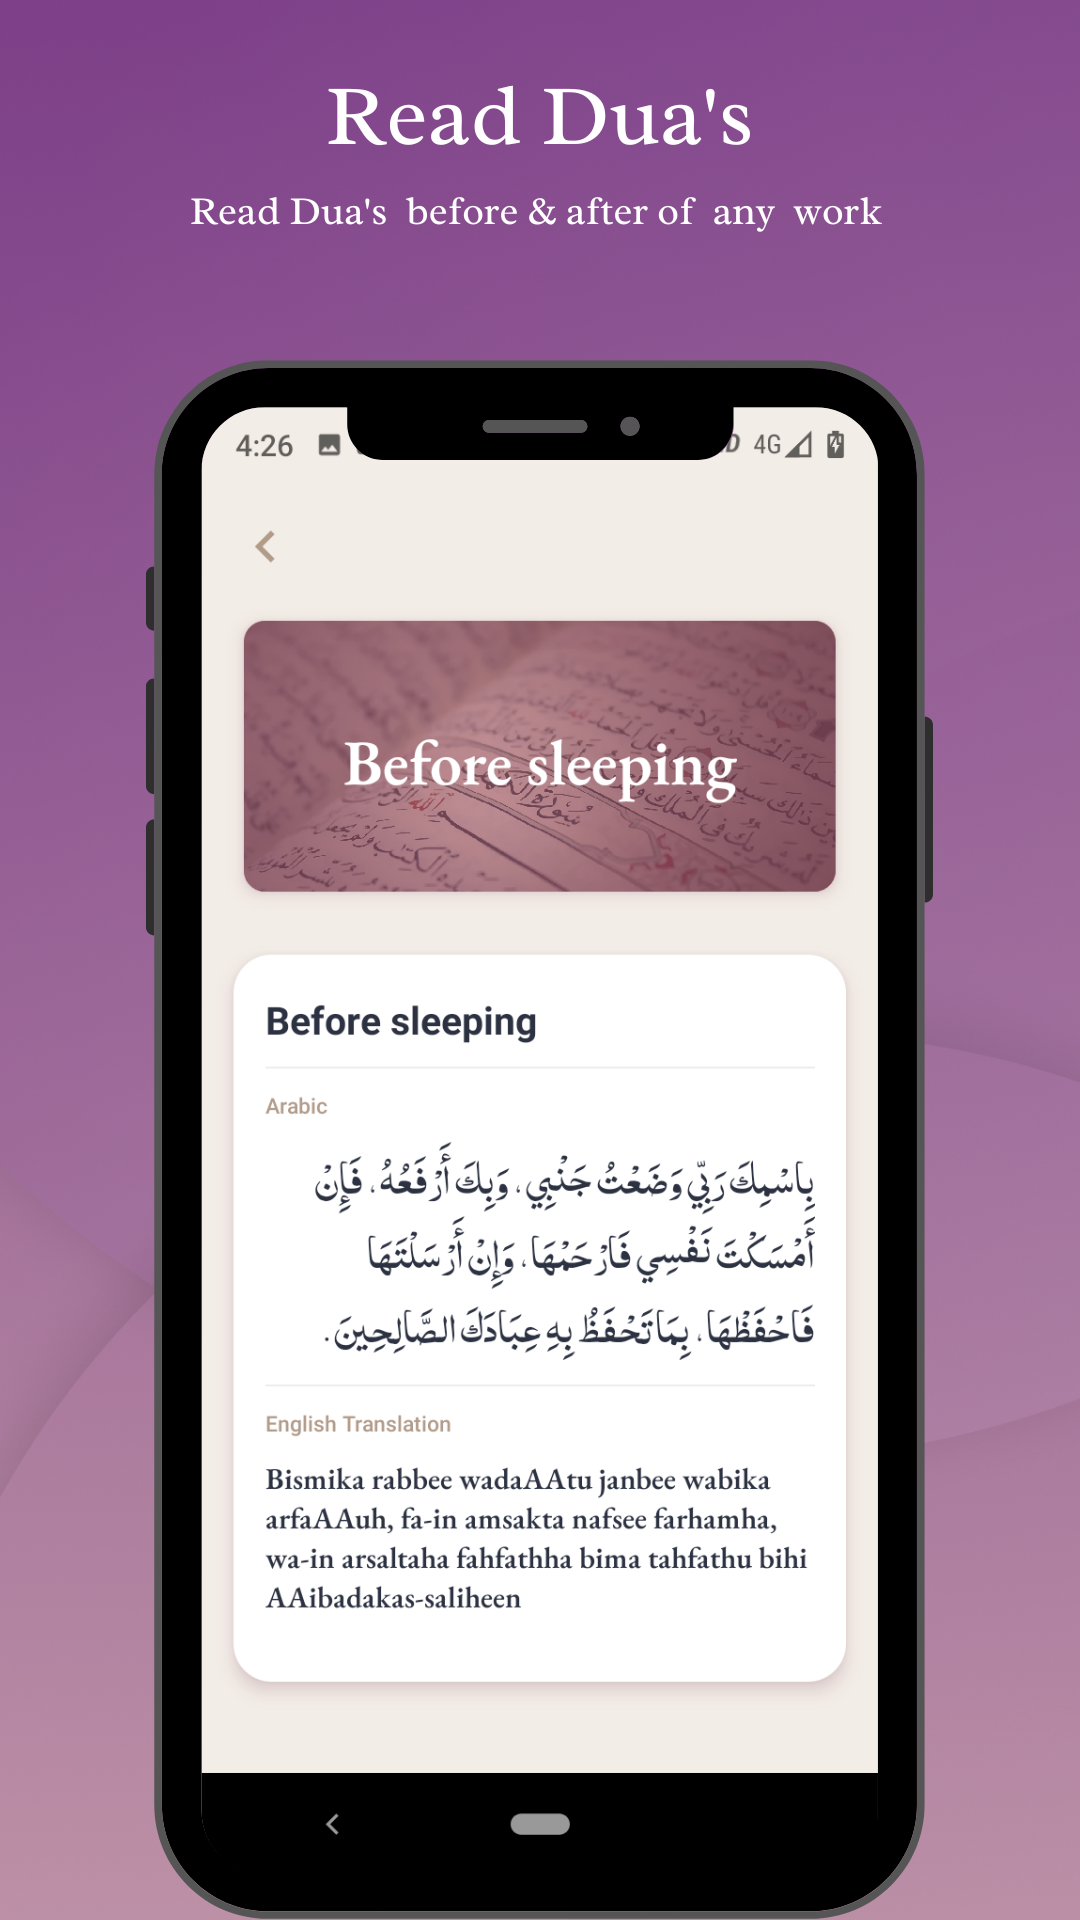 Read Dua's
Read Dua's before & after of any work
4:26
4G
Before sleeping
Before sleeping
Arabic
بِاسْمِكَ رَبِّي وَضَعْتُ جَنْبِي، وَبِكَ أَرْفَعُهُ، فَإِنْ
أَمْسَكْتَ نَفْسِي فَارْحَمْهَا، وَإِنْ أَرْسَلْتَهَا
فَاحْفَظْهَا، بِمَا تَحْفَظُ بِهِ عِبَادَكَ الصَّالِحِينَ.
English Translation
Bismika rabbee wadaAAtu janbee wabika
arfaAAuh, fa-in amsakta nafsee farhamha,
wa-in arsaltaha fahfathha bima tahfathu bihi
AAibadakas-saliheen